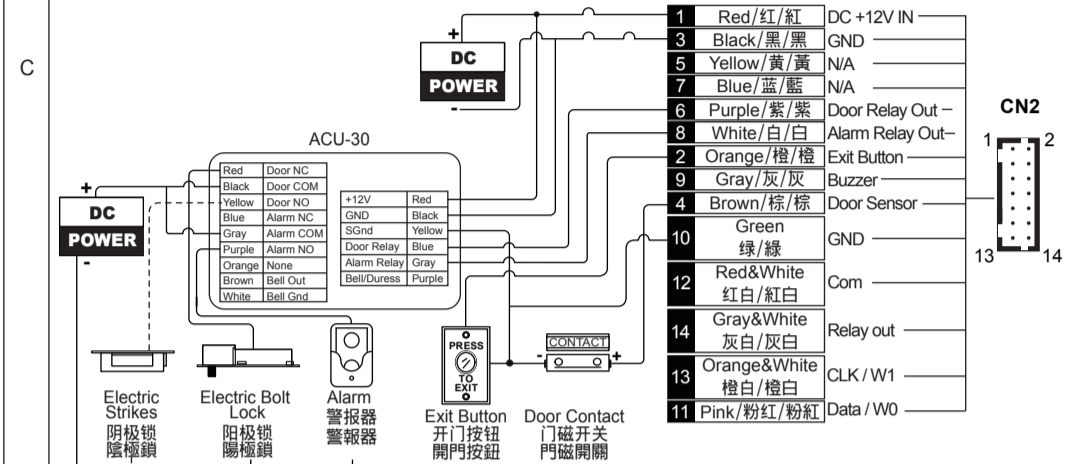 C
+
DC
POWER
-
1 Red/红/紅 DC +12V IN
3 Black/黑/黑 GND
5 Yellow/黄/黃 N/A
7 Blue/蓝/藍 N/A
6 Purple/紫/紫 Door Relay Out
8 White/白/白 Alarm Relay Out
2 Orange/橙/橙 Exit Button
9 Gray/灰/灰 Buzzer
4 Brown/棕/棕 Door Sensor
10 Green
绿/綠 GND
12 Red&White
红白/紅白 Com
14 Gray&White
灰白/灰白 Relay out
13 Orange&White
橙白/橙白 CLK / W1
11 Pink/粉红/粉紅 Data / W0
CN2
1 2
13 14
ACU-30
Red Door NC
Black Door COM
Yellow Door NO
Blue Alarm NC
Gray Alarm COM
Purple Alarm NO
Orange None
Brown Bell Out
White Bell Gnd
+12V Red
GND Black
SGnd Yellow
Door Relay Blue
Alarm Relay Gray
Bell/Duress Purple
+
DC
POWER
-
Electric
Strikes
阴极锁
陰極鎖
Electric Bolt
Lock
阳极锁
陽極鎖
Alarm
警报器
警報器
PRESS
TO
EXIT
Exit Button
开门按钮
開門按鈕
CONTACT
- +
Door Contact
门磁开关
門磁開關